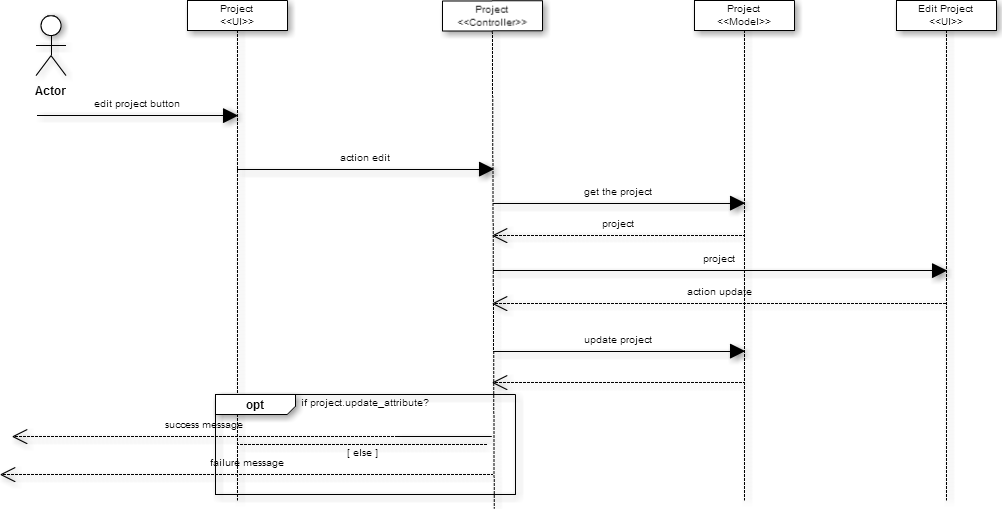 Project
<<UI>>
Project
<<Controller>>
Project
<<Model>>
Edit Project
<<UI>>
Actor
edit project button
action edit
get the project
project
project
action update
update project
opt
if project.update_attribute?
success message
[ else ]
failure message